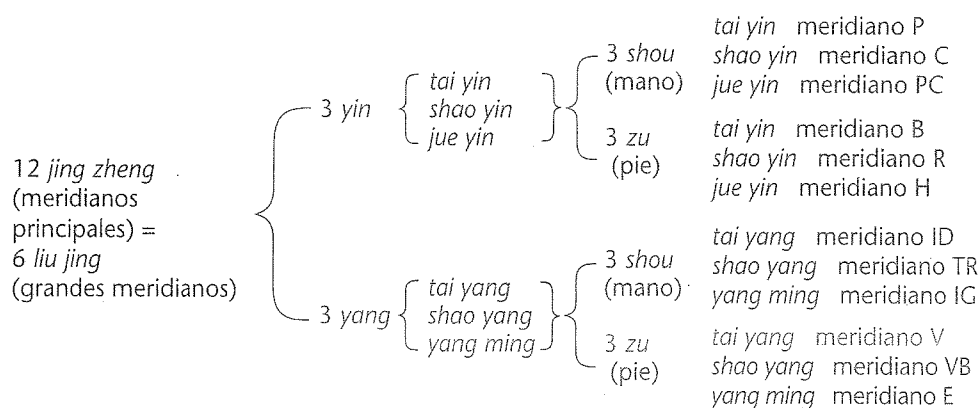 12 jing zheng
(meridianos
principales) =
6 liu jing
(grandes meridianos)
3 yin
tai yin
shao yin
jue yin
3 shou
(mano)
tai yin meridiano P
shao yin meridiano C
jue yin meridiano PC
3 zu
(pie)
tai yin meridiano B
shao yin meridiano R
jue yin meridiano H
3 yang
tai yang
shao yang
yang ming
3 shou
(mano)
tai yang meridiano ID
shao yang meridiano TR
yang ming meridiano IG
3 zu
(pie)
tai yang meridiano V
shao yang meridiano VB
yang ming meridiano E